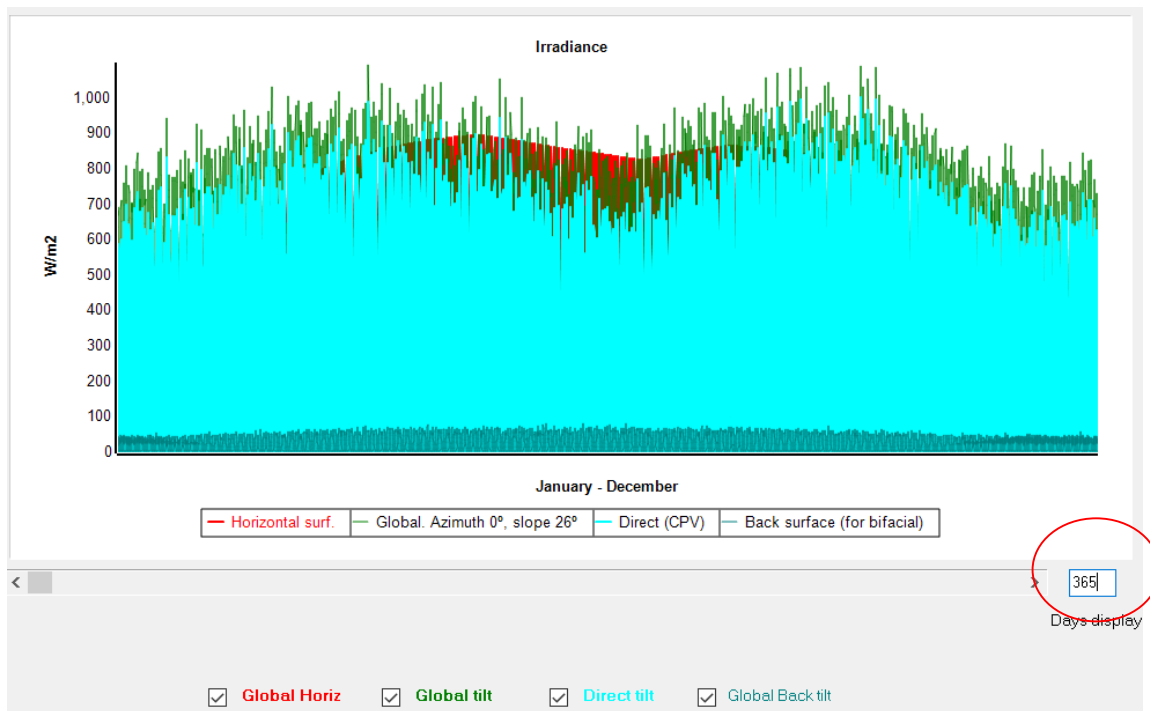 Irradiance
1,000
900
800
700
600
500
400
300
200
100
0
W/m2
January - December
Horizontal surf.
Global. Azimuth 0º, slope 26º
Direct (CPV)
Back surface (for bifacial)
365
Days display
Global Horiz
Global tilt
Direct tilt
Global Back tilt